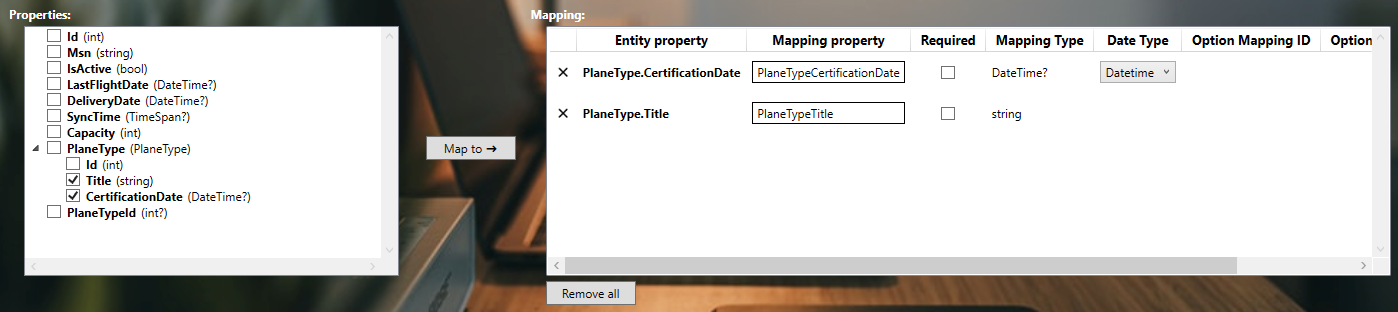 Properties:
Id (int)
Msn (string)
IsActive (bool)
LastFlightDate (DateTime?)
DeliveryDate (DateTime?)
SyncTime (TimeSpan?)
Capacity (int)
PlaneType (PlaneType)
Id (int)
Title (string)
CertificationDate (DateTime?)
PlaneTypeId (int?)
Map to →
Mapping:
Entity property Mapping property Required Mapping Type Date Type Option Mapping ID Option
PlaneType.CertificationDate PlaneTypeCertificationDate DateTime? Datetime
PlaneType.Title PlaneTypeTitle string
Remove all